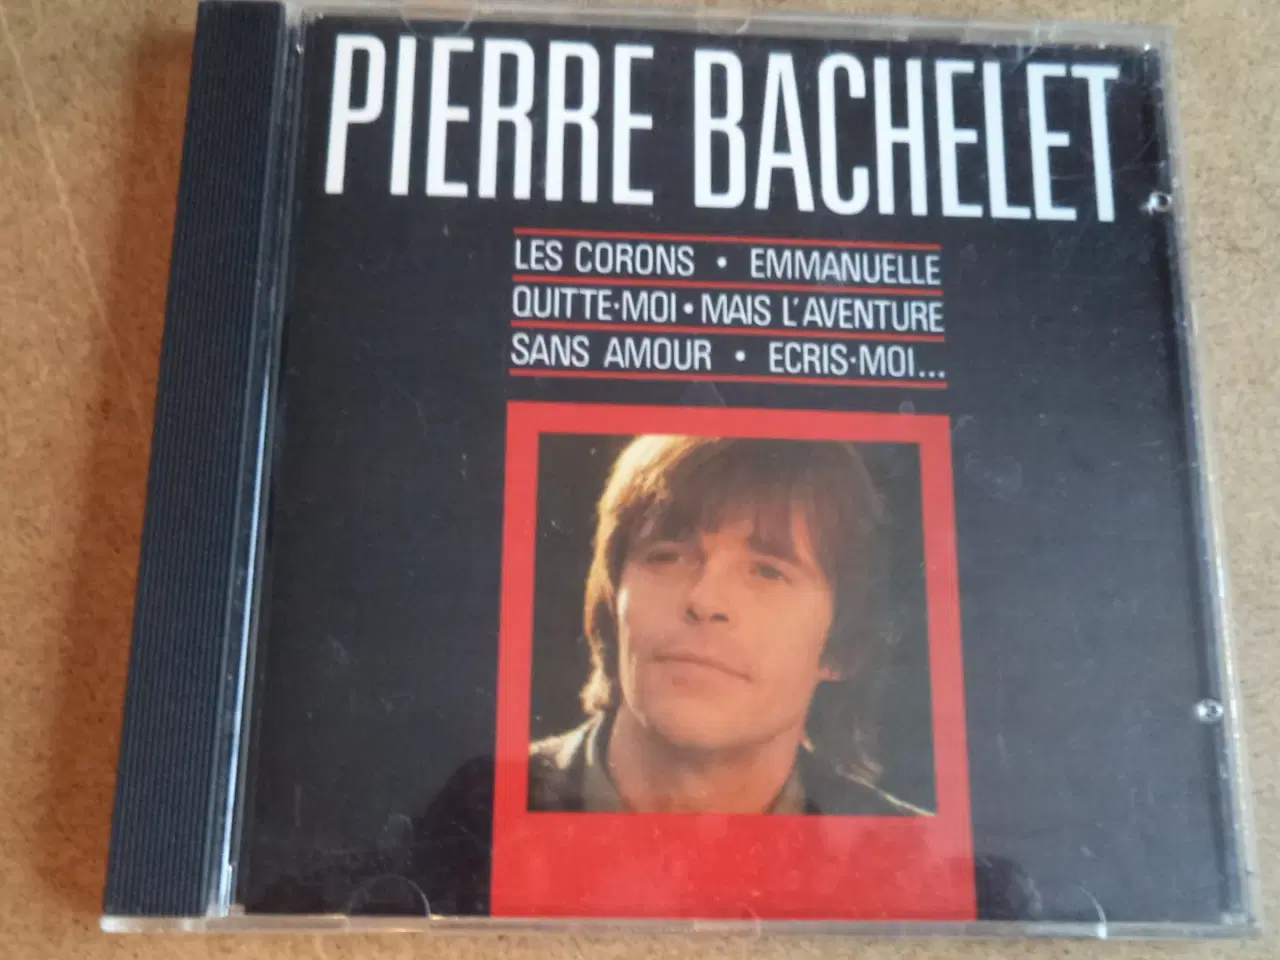 PIERRE BACHELET
LES CORONS • EMMANUELLE
QUITTE·MOI • MAIS L'AVENTURE
SANS AMOUR • ECRIS·MOI...